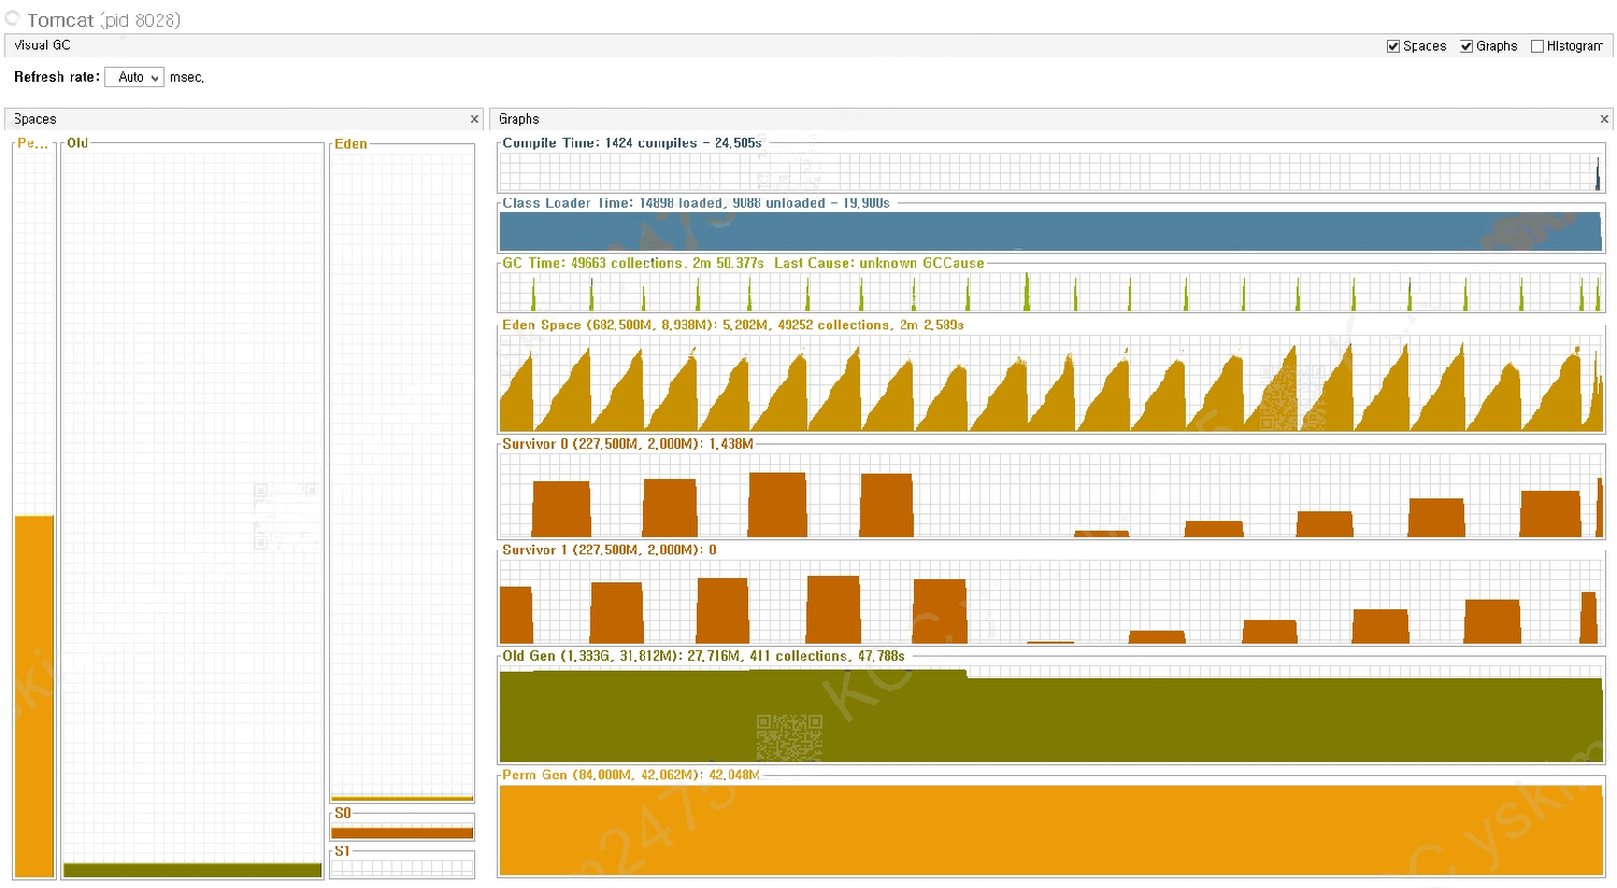 Tomcat (pid 8028)
Visual GC
Spaces Graphs Histogram
Refresh rate: Auto msec.
Spaces x
Graphs x
Pe... Old Eden
S0
S1
Compile Time: 1424 compiles - 24.505s
Class Loader Time: 14898 loaded, 9088 unloaded - 19.900s
GC Time: 49663 collections, 2m 50.377s Last Cause: unknown GCCause
Eden Space (682.500M, 8.938M): 5.202M, 49252 collections, 2m 2.589s
Survivor 0 (227.500M, 2.000M): 1.438M
Survivor 1 (227.500M, 2.000M): 0
Old Gen (1.333G, 31.812M): 27.716M, 411 collections, 47.788s
Perm Gen (84.000M, 42.062M): 42.048M